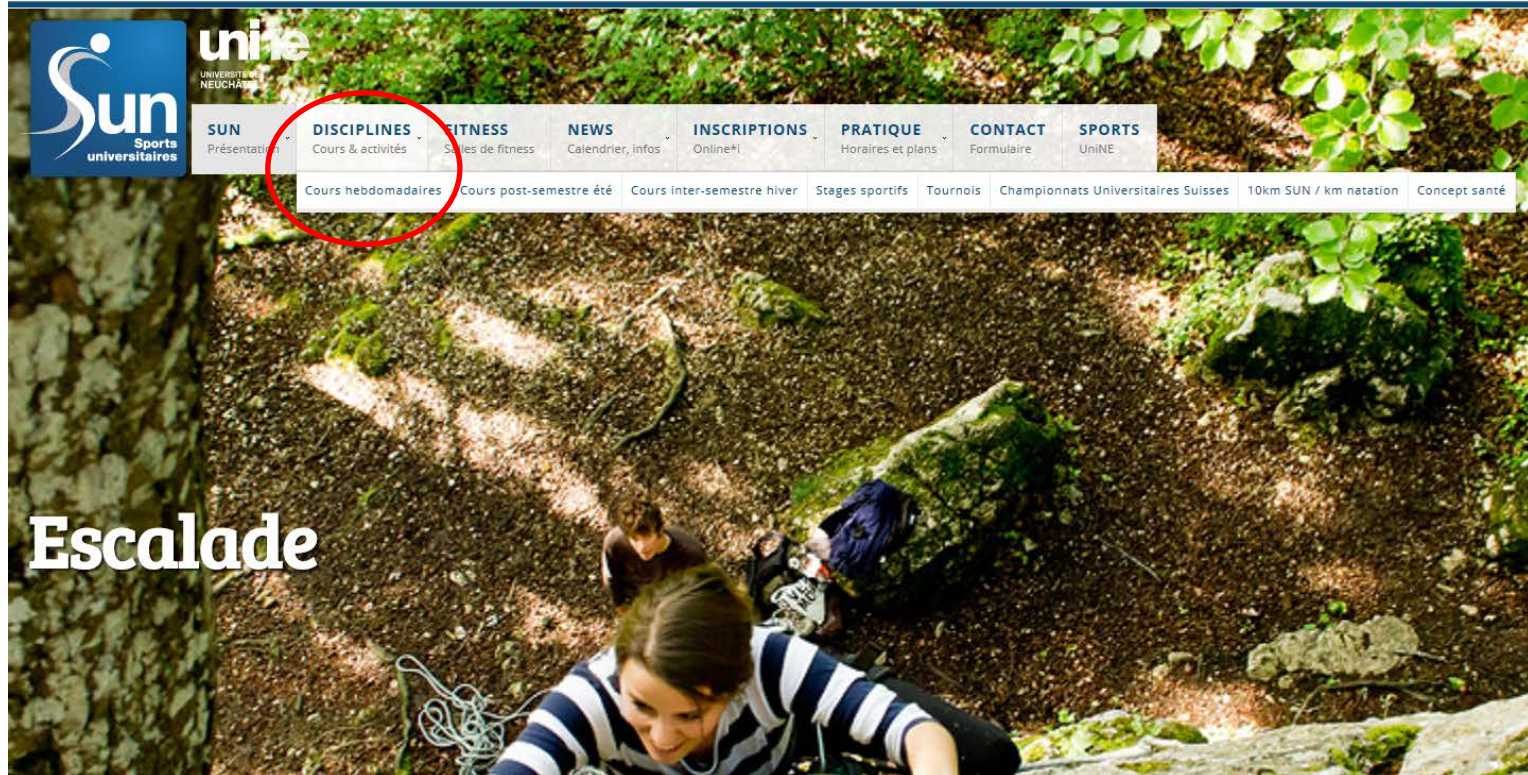 unine
UNIVERSITÉ DE
NEUCHÂTEL
Sun
Sports
universitaires
SUN
Présentation
DISCIPLINES
Cours & activités
FITNESS
Salles de fitness
NEWS
Calendrier, infos
INSCRIPTIONS
Online*i
PRATIQUE
Horaires et plans
CONTACT
Formulaire
SPORTS
UniNE
Cours hebdomadaires Cours post-semestre été Cours inter-semestre hiver Stages sportifs Tournois Championnats Universitaires Suisses 10km SUN / km natation Concept santé
Escalade